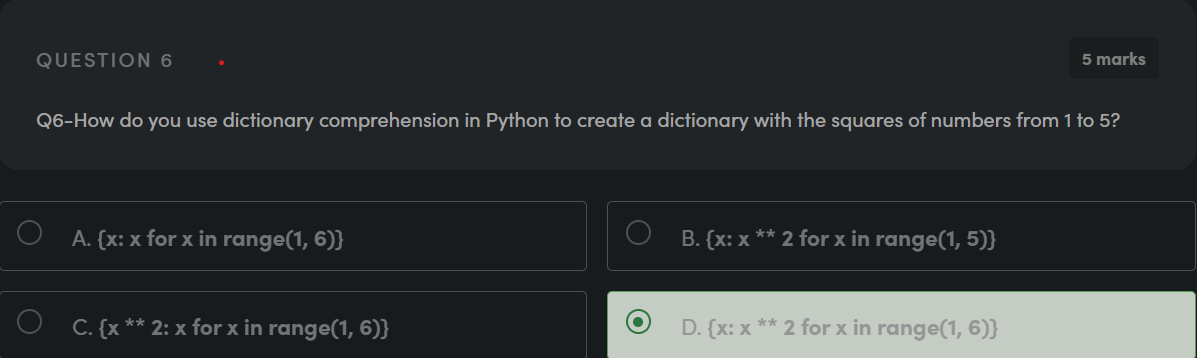 QUESTION 6
5 marks
Q6-How do you use dictionary comprehension in Python to create a dictionary with the squares of numbers from 1 to 5?
A. {x: x for x in range(1, 6)}
B. {x: x ** 2 for x in range(1, 5)}
C. {x ** 2: x for x in range(1, 6)}
D. {x: x ** 2 for x in range(1, 6)}